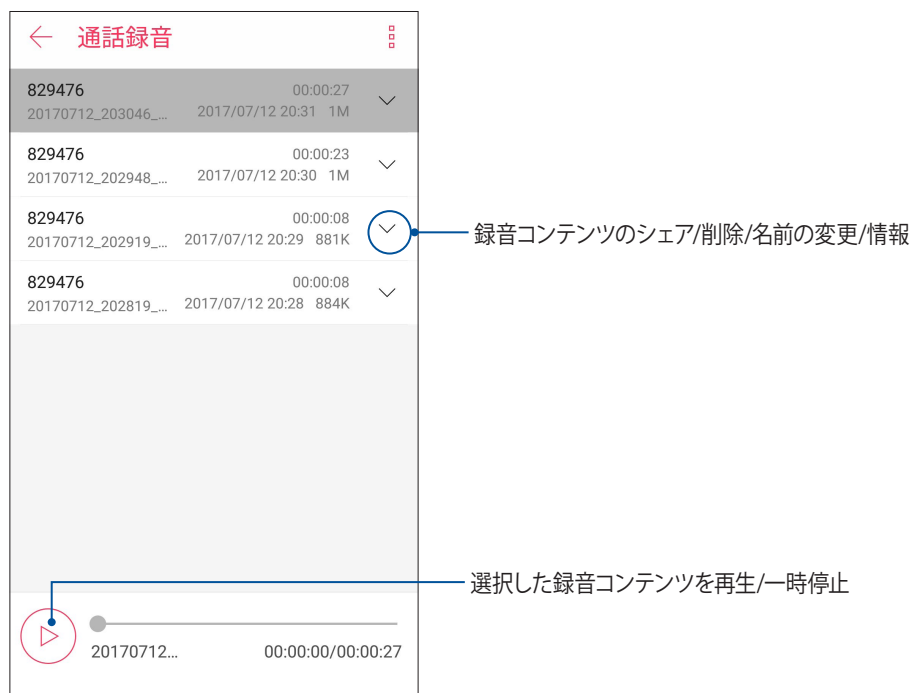 通話録音
829476 00:00:27
20170712_203046_... 2017/07/12 20:31 1M
829476 00:00:23
20170712_202948_... 2017/07/12 20:30 1M
829476 00:00:08
20170712_202919_... 2017/07/12 20:29 881K
録音コンテンツのシェア/削除/名前の変更/情報
829476 00:00:08
20170712_202819_... 2017/07/12 20:28 884K
選択した録音コンテンツを再生/一時停止
20170712... 00:00:00/00:00:27